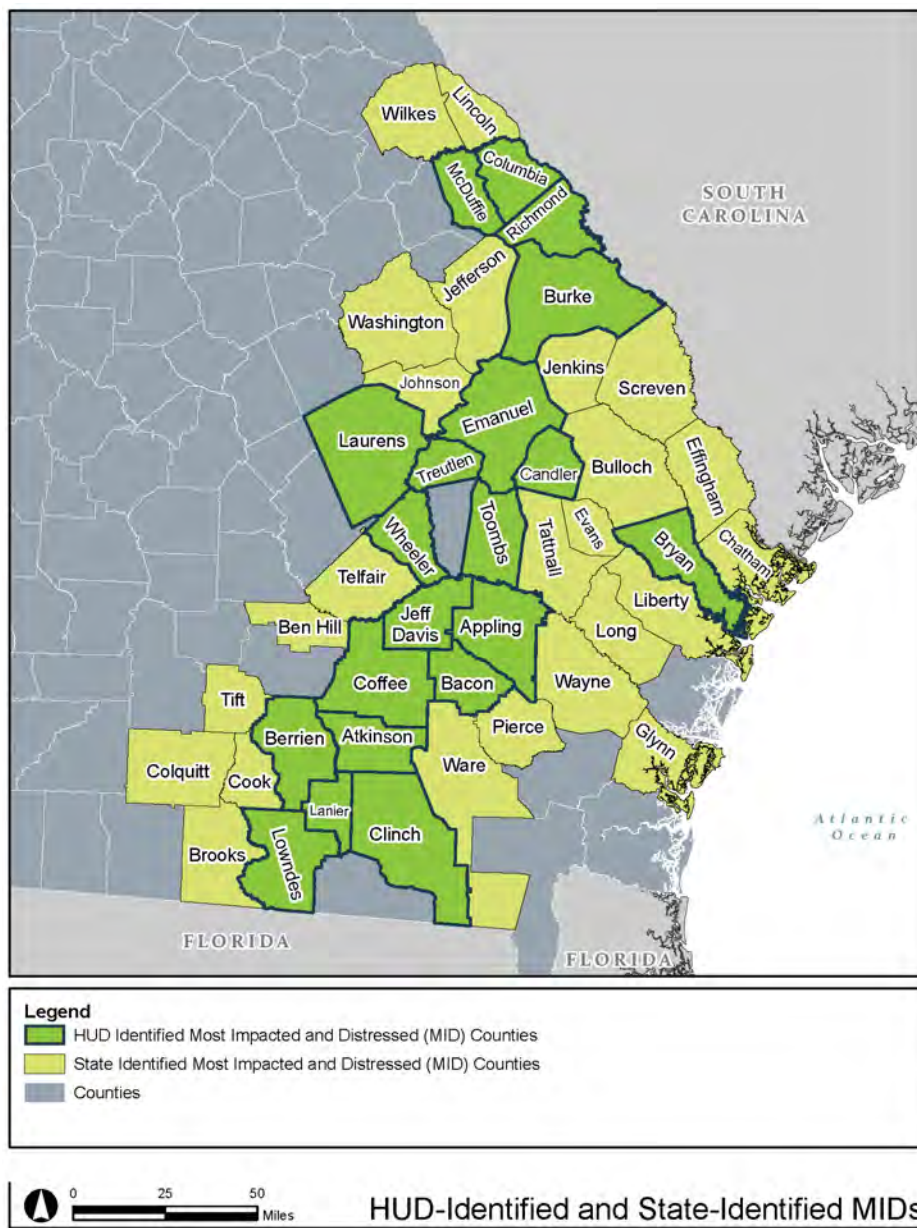 Wilkes
Lincoln
Columbia
McDuffie
Richmond
SOUTH
CAROLINA
Jefferson
Burke
Washington
Jenkins
Johnson
Screven
Emanuel
Laurens
Effingham
Treutlen
Candler
Bulloch
Toombs
Evans
Wheeler
Tattnall
Bryan
Chatham
Telfair
Liberty
Jeff
Davis
Appling
Ben Hill
Long
Coffee
Bacon
Wayne
Tift
Pierce
Berrien
Atkinson
Glynn
Colquitt
Cook
Ware
Lanier
Clinch
Atlantic
Ocean
Brooks
Lowndes
FLORIDA
FLORIDA
Legend
HUD Identified Most Impacted and Distressed (MID) Counties
State Identified Most Impacted and Distressed (MID) Counties
Counties
0 25 50
Miles
HUD-Identified and State-Identified MIDs